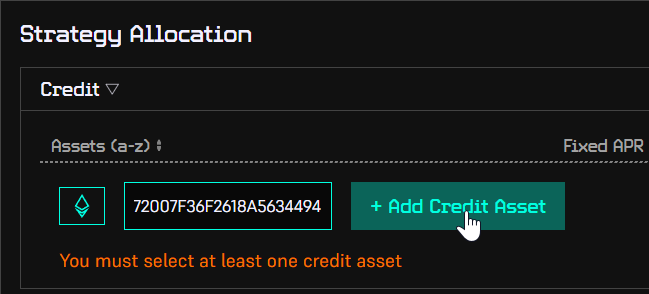 Strategy Allocation
Credit
Assets (a-z)
Fixed APR
72007F36F2618A5634494
+ Add Credit Asset
You must select at least one credit asset